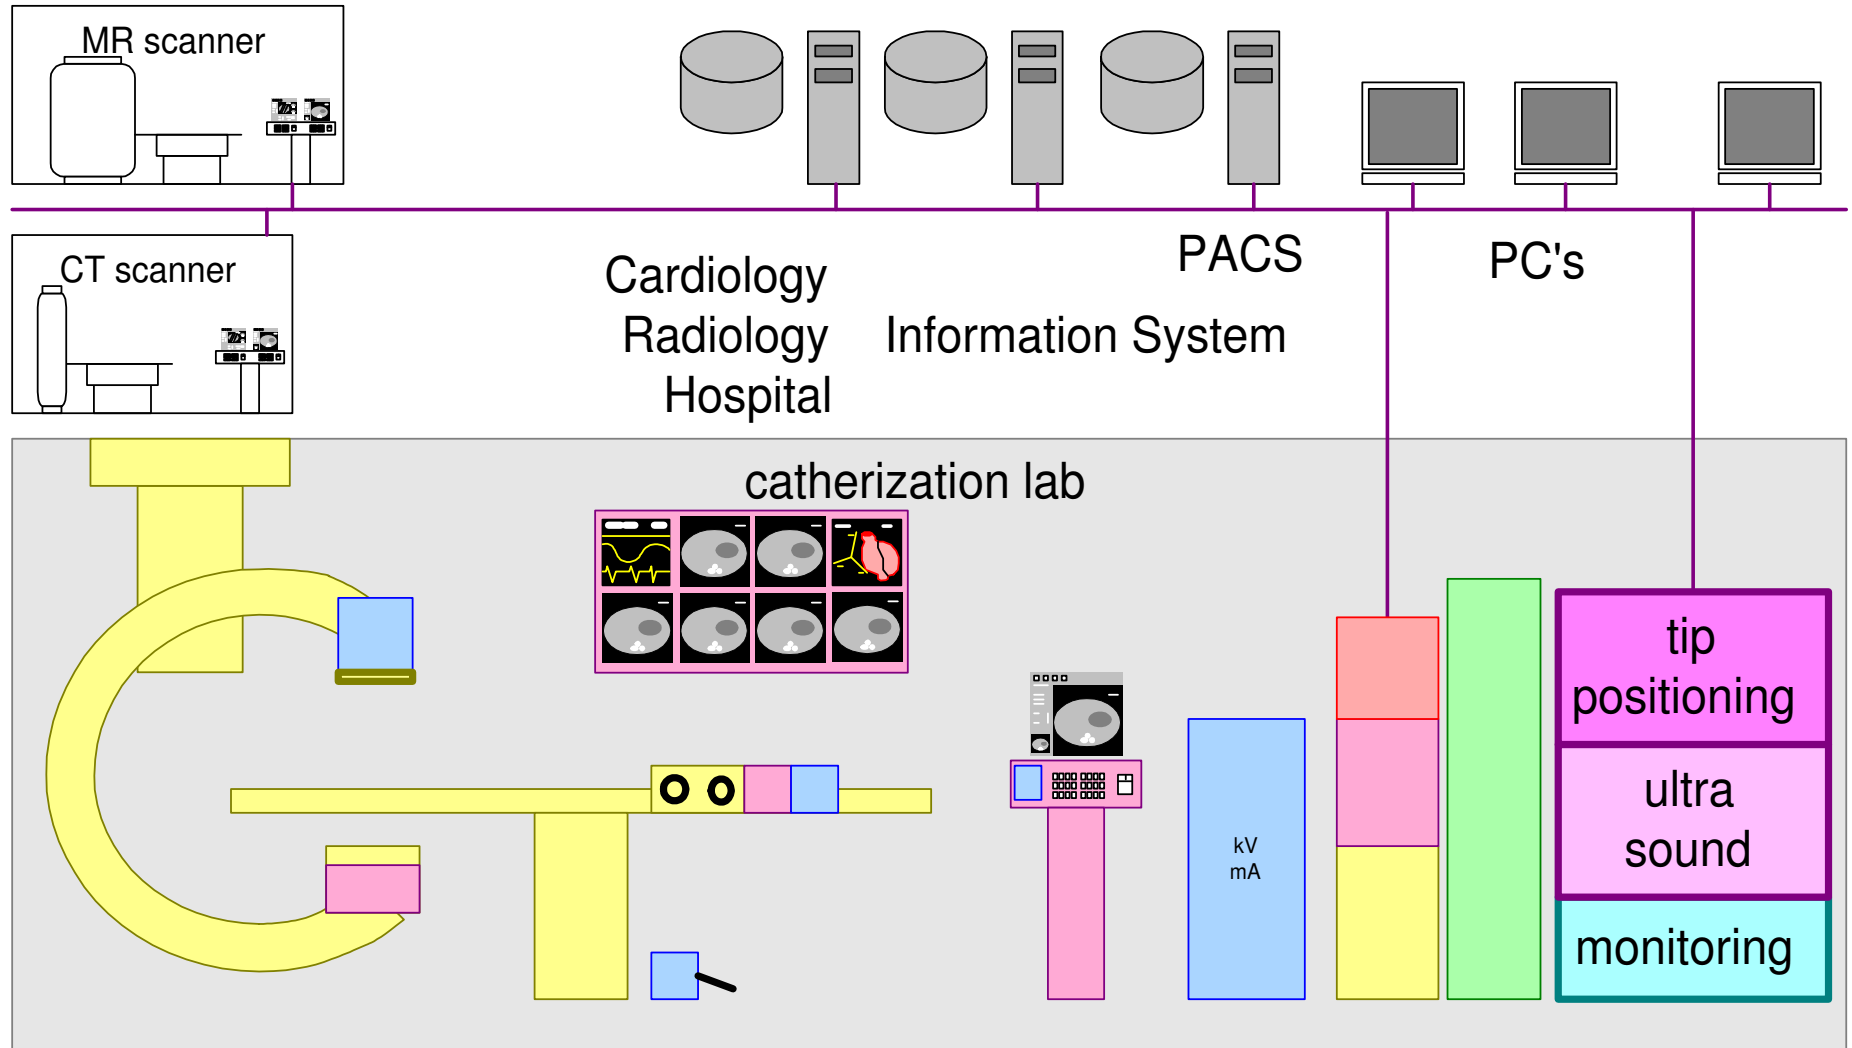 MR scanner
CT scanner
PACS
PC's
Cardiology
Radiology
Hospital
Information System
catherization lab
kV
mA
tip
positioning
ultra
sound
monitoring